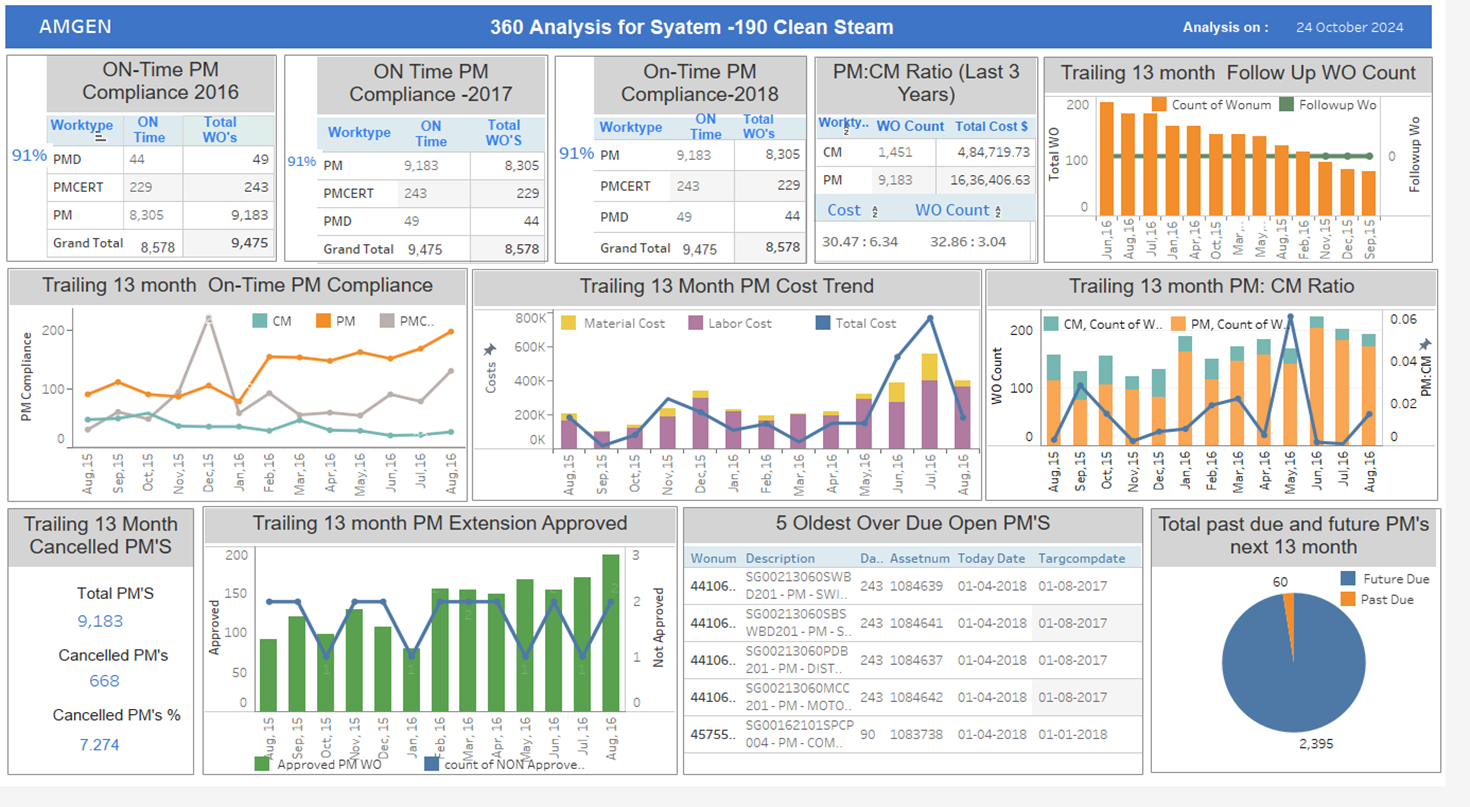 AMGEN
360 Analysis for Syatem -190 Clean Steam
Analysis on :
24 October 2024
ON-Time PM
Compliance 2016
Worktype ON Time Total WO's
91%
PMD 44 49
PMCERT 229 243
PM 8,305 9,183
Grand Total 8,578 9,475
ON Time PM
Compliance -2017
Worktype ON Time Total WO'S
91%
PM 9,183 8,305
PMCERT 243 229
PMD 49 44
Grand Total 9,475 8,578
On-Time PM
Compliance-2018
Worktype ON Time Total WO's
91%
PM 9,183 8,305
PMCERT 243 229
PMD 49 44
Grand Total 9,475 8,578
PM:CM Ratio (Last 3
Years)
Workty.. WO Count Total Cost $
CM 1,451 4,84,719.73
PM 9,183 16,36,406.63
Cost WO Count
30.47 : 6.34 32.86 : 3.04
Trailing 13 month Follow Up WO Count
Count of Wonum Followup Wo
Total WO
200
100
0
0
Followup Wo
Jun,16 Aug,16 Jul,16 Jan,16 Apr,16 Oct,15 Mar,.. May,.. Aug,15 Feb,16 Nov,15 Dec,15 Sep,15
Trailing 13 month On-Time PM Compliance
CM PM PMC..
PM Compliance
200
100
0
Aug,15 Sep,15 Oct,15 Nov,15 Dec,15 Jan,16 Feb,16 Mar,16 Apr,16 May,16 Jun,16 Jul,16 Aug,16
Trailing 13 Month PM Cost Trend
Material Cost Labor Cost Total Cost
Costs
800K
600K
400K
200K
0K
Aug,15 Sep,15 Oct,15 Nov,15 Dec,15 Jan,16 Feb,16 Mar,16 Apr,16 May,16 Jun,16 Jul,16 Aug,16
Trailing 13 month PM: CM Ratio
CM, Count of W.. PM, Count of W..
WO Count
200
100
0
0.06
0.04
0.02
0
PM:CM
Aug,15 Sep,15 Oct,15 Nov,15 Dec,15 Jan,16 Feb,16 Mar,16 Apr,16 May,16 Jun,16 Jul,16 Aug,16
Trailing 13 Month
Cancelled PM'S
Total PM'S
9,183
Cancelled PM's
668
Cancelled PM's %
7.274
Trailing 13 month PM Extension Approved
Approved
200
150
100
50
0
3
2
1
0
Not Approved
Aug, 15 Sep, 15 Oct, 15 Nov, 15 Dec, 15 Jan, 16 Feb, 16 Mar, 16 Apr, 16 May, 16 Jun, 16 Jul, 16 Aug, 16
Approved PM WO count of NON Approve..
5 Oldest Over Due Open PM'S
Wonum Description Da.. Assetnum Today Date Targcompdate
44106.. SG00213060SWB D201 - PM - SWI... 243 1084639 01-04-2018 01-08-2017
44106.. SG00213060SBS WBD201 - PM - S.. 243 1084641 01-04-2018 01-08-2017
44106.. SG00213060PDB 201 - PM - DIST.. 243 1084637 01-04-2018 01-08-2017
44106.. SG00213060MCC 201 - PM - MOTO.. 243 1084642 01-04-2018 01-08-2017
45755.. SG00162101SPCP 004 - PM - COM.. 90 1083738 01-04-2018 01-01-2018
Total past due and future PM's
next 13 month
60
Future Due
Past Due
2,395